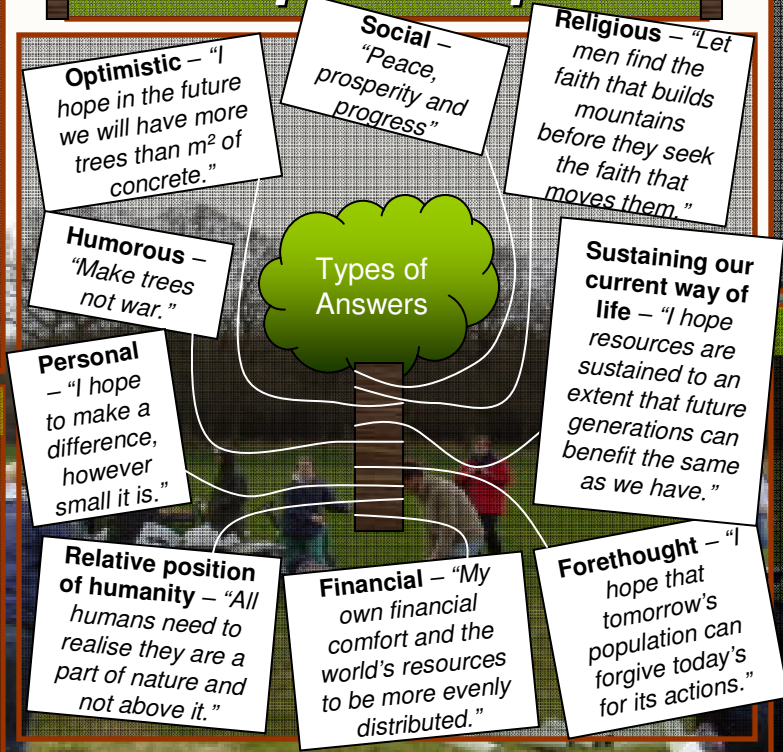 Optimistic – “I
hope in the future
we will have more
trees than m² of
concrete.”
Social –
“Peace,
prosperity and
progress”
Religious – “Let
men find the
faith that builds
mountains
before they seek
the faith that
moves them.”
Humorous –
“Make trees
not war.”
Types of
Answers
Sustaining our
current way of
life – “I hope
resources are
sustained to an
extent that future
generations can
benefit the same
as we have.”
Personal
– “I hope
to make a
difference,
however
small it is.”
Relative position
of humanity – “All
humans need to
realise they are a
part of nature and
not above it.”
Financial – “My
own financial
comfort and the
world’s resources
to be more evenly
distributed.”
Forethought – “I
hope that
tomorrow’s
population can
forgive today’s
for its actions.”